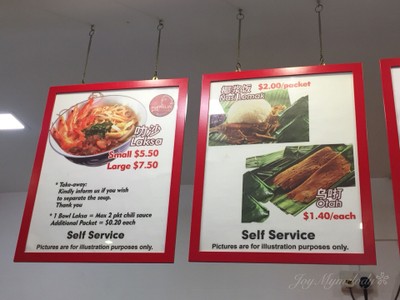 叻沙
Laksa
Small $5.50
Large $7.50
* Take-away:
Kindly inform us if you wish
to separate the soup.
Thank you
* 1 Bowl Laksa = Max 2 pkt chili sauce
Additional Packet = $0.20 each
Self Service
Pictures are for illustration purposes only.
椰浆饭
Nasi Lemak
$2.00/packet
乌打
Otah
$1.40/each
Self Service
Pictures are for illustration purposes only.